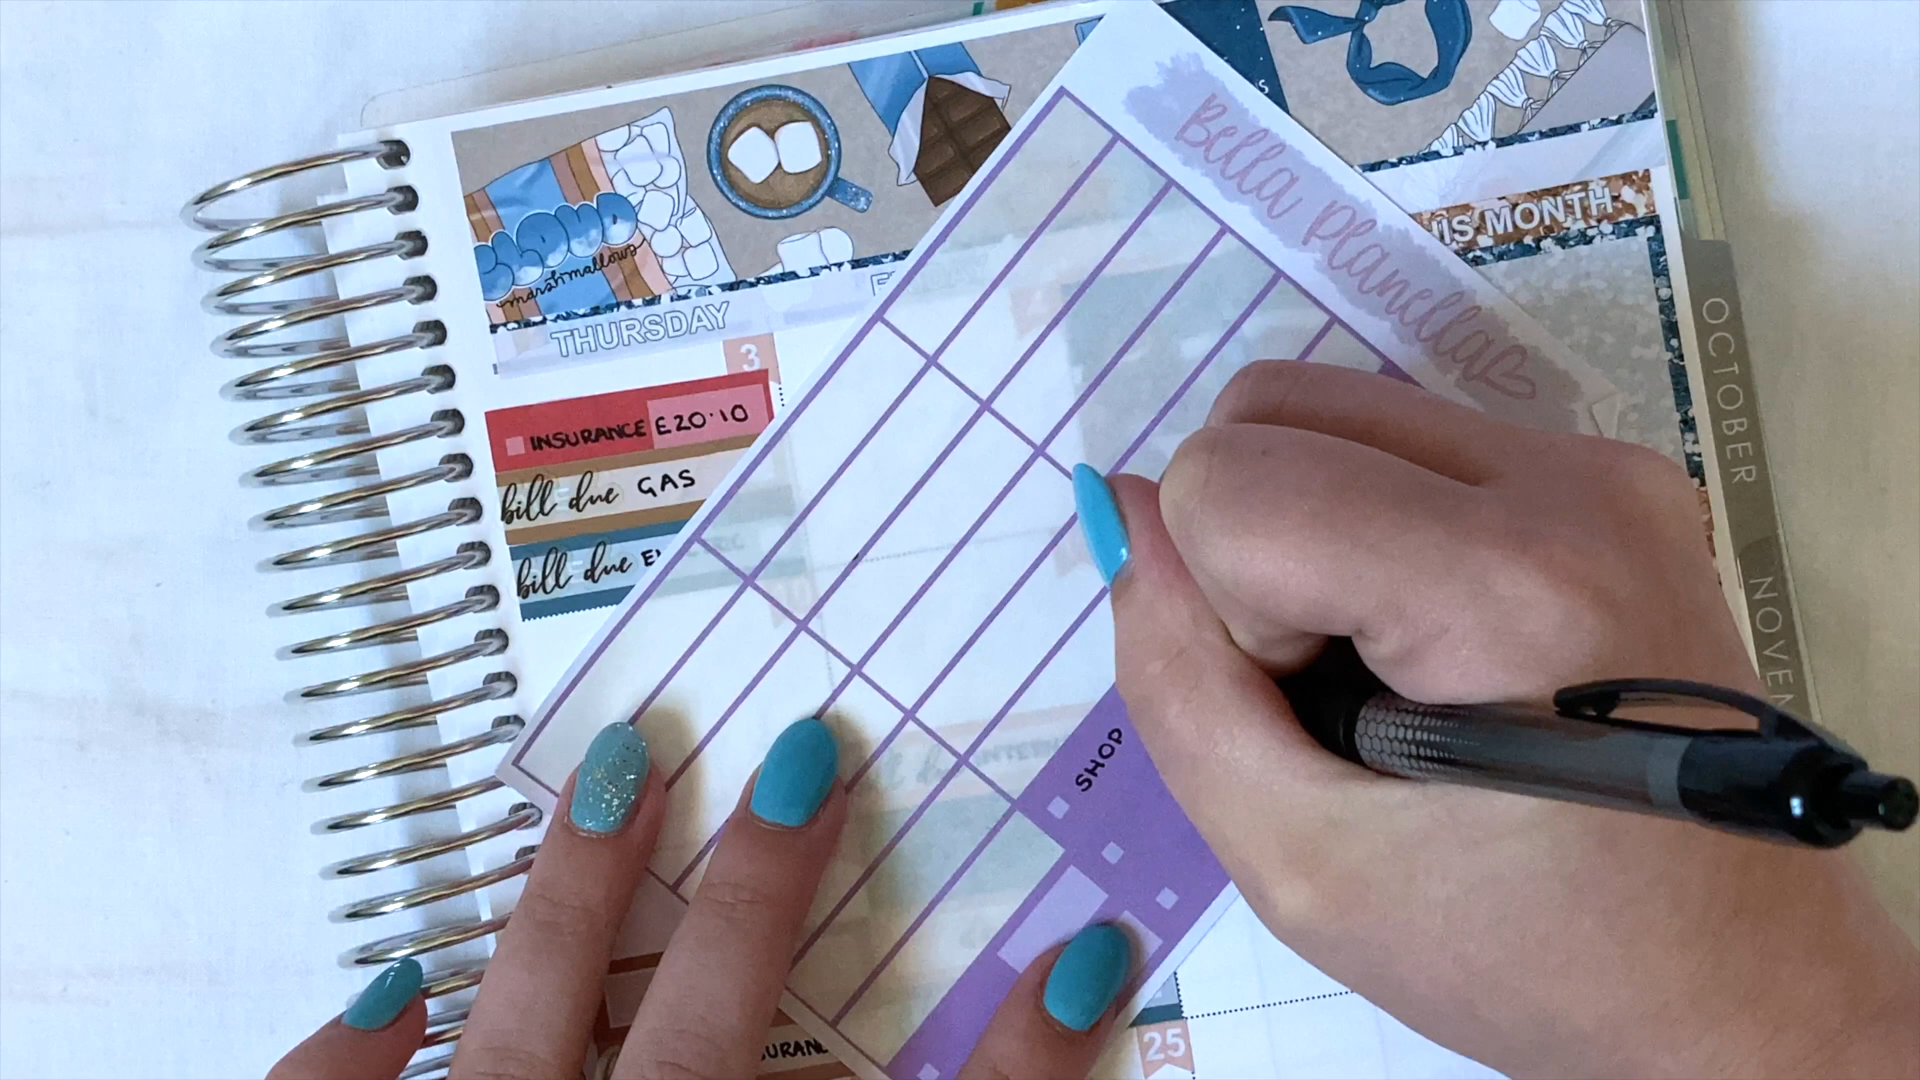 CLOUD
marshmallows
Bella Planella
IS MONTH
THURSDAY
3
INSURANCE £20.10
bill due GAS
bill due
SHOP
OCTOBER
NOVEM
25